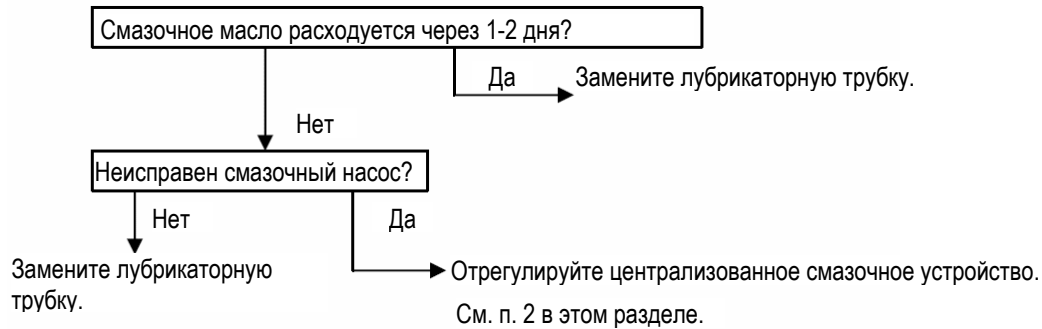 Смазочное масло расходуется через 1-2 дня?
Да
Замените лубрикаторную трубку.
Нет
Неисправен смазочный насос?
Нет
Да
Замените лубрикаторную
трубку.
Отрегулируйте централизованное смазочное устройство.
См. п. 2 в этом разделе.